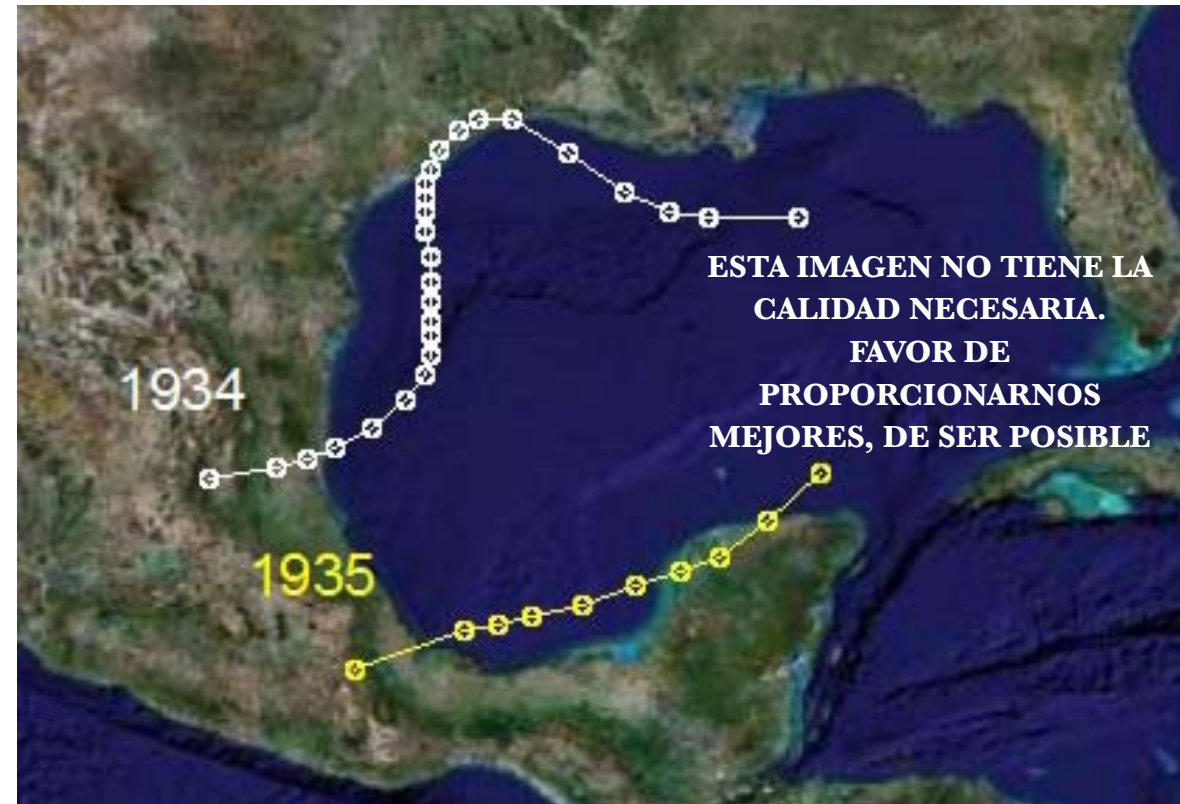 ESTA IMAGEN NO TIENE LA
CALIDAD NECESARIA.
FAVOR DE
PROPORCIONARNOS
MEJORES, DE SER POSIBLE
1934
1935